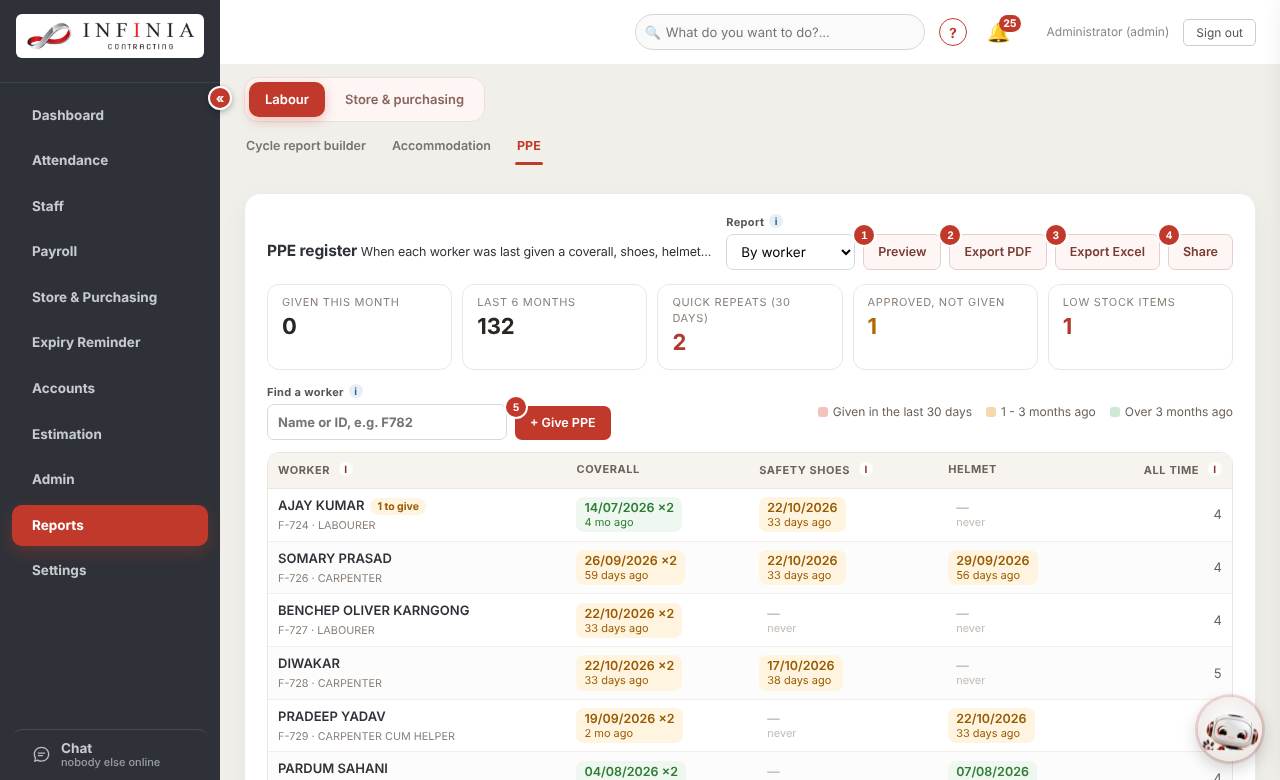 INFINIA
CONTRACTING
What do you want to do?...
?
25
Administrator (admin)
Sign out
«
Dashboard
Attendance
Staff
Payroll
Store & Purchasing
Expiry Reminder
Accounts
Estimation
Admin
Reports
Settings
Chat
nobody else online
Labour
Store & purchasing
Cycle report builder
Accommodation
PPE
PPE register When each worker was last given a coverall, shoes, helmet...
Report i
By worker
1 Preview
2 Export PDF
3 Export Excel
4 Share
GIVEN THIS MONTH
0
LAST 6 MONTHS
132
QUICK REPEATS (30 DAYS)
2
APPROVED, NOT GIVEN
1
LOW STOCK ITEMS
1
Find a worker i
Name or ID, e.g. F782
5 + Give PPE
Given in the last 30 days
1 - 3 months ago
Over 3 months ago
WORKER I COVERALL SAFETY SHOES I HELMET ALL TIME I
AJAY KUMAR 1 to give 14/07/2026 ×2 22/10/2026 — 4
F-724 · LABOURER 4 mo ago 33 days ago never
SOMARY PRASAD 26/09/2026 ×2 22/10/2026 29/09/2026 4
F-726 · CARPENTER 59 days ago 33 days ago 56 days ago
BENCHEP OLIVER KARNGONG 22/10/2026 ×2 — — 4
F-727 · LABOURER 33 days ago never never
DIWAKAR 22/10/2026 ×2 17/10/2026 — 5
F-728 · CARPENTER 33 days ago 38 days ago never
PRADEEP YADAV 19/09/2026 ×2 — 22/10/2026
F-729 · CARPENTER CUM HELPER 2 mo ago never 33 days ago
PARDUM SAHANI 04/08/2026 ×2 — 07/08/2026